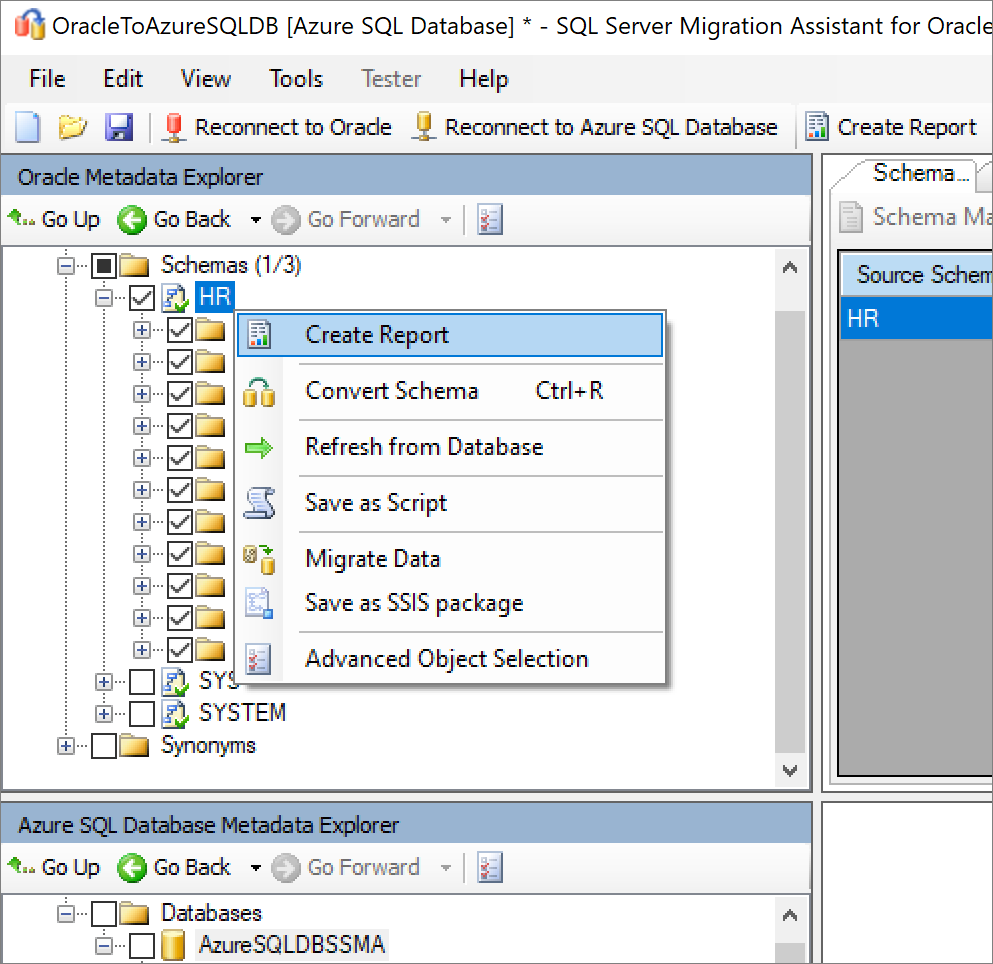 OracleToAzureSQLDB [Azure SQL Database] * - SQL Server Migration Assistant for Oracle
File Edit View Tools Tester Help
Reconnect to Oracle Reconnect to Azure SQL Database Create Report
Oracle Metadata Explorer
Go Up Go Back Go Forward
Schemas (1/3)
HR
Create Report
Convert Schema Ctrl+R
Refresh from Database
Save as Script
Migrate Data
Save as SSIS package
Advanced Object Selection
SYS
SYSTEM
Synonyms
Schema...
Schema Ma
Source Schem
HR
Azure SQL Database Metadata Explorer
Go Up Go Back Go Forward
Databases
AzureSQLDBSSMA